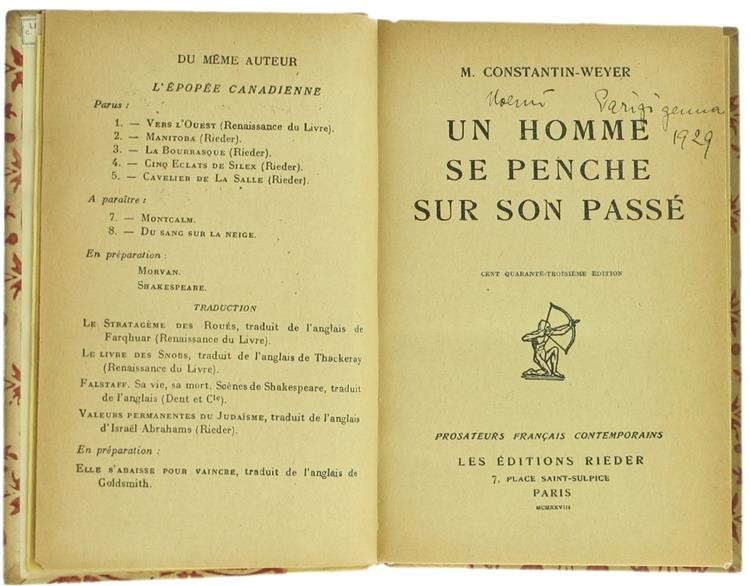 DU MÊME AUTEUR
L'ÉPOPÉE CANADIENNE
Parus :
1. — Vers l'Ouest (Renaissance du Livre).
2. — Manitoba (Rieder).
3. — La Bourrasque (Rieder).
4. — Cinq Eclats de Silex (Rieder).
5. — Cavelier de La Salle (Rieder).
A paraître :
7. — Montcalm.
8. — Du sang sur la neige.
En préparation :
Morvan.
Shakespeare.
TRADUCTION
Le Stratagème des Roués, traduit de l'anglais de
Farqhuar (Renaissance du Livre).
Le livre des Snobs, traduit de l'anglais de Thackeray
(Renaissance du Livre).
Falstaff. Sa vie, sa mort. Scènes de Shakespeare, traduit
de l'anglais (Dent et Cie).
Valeurs permanentes du Judaïsme, traduit de l'anglais
d'Israël Abrahams (Rieder).
En préparation :
Elle s'abaisse pour vaincre, traduit de l'anglais de
Goldsmith.
M. CONSTANTIN-WEYER
Noemi Parigi gennaio
1929
UN HOMME
SE PENCHE
SUR SON PASSÉ
CENT QUARANTE-TROISIÈME ÉDITION
PROSATEURS FRANÇAIS CONTEMPORAINS
LES ÉDITIONS RIEDER
7, PLACE SAINT-SULPICE
PARIS
MCMXXVIII